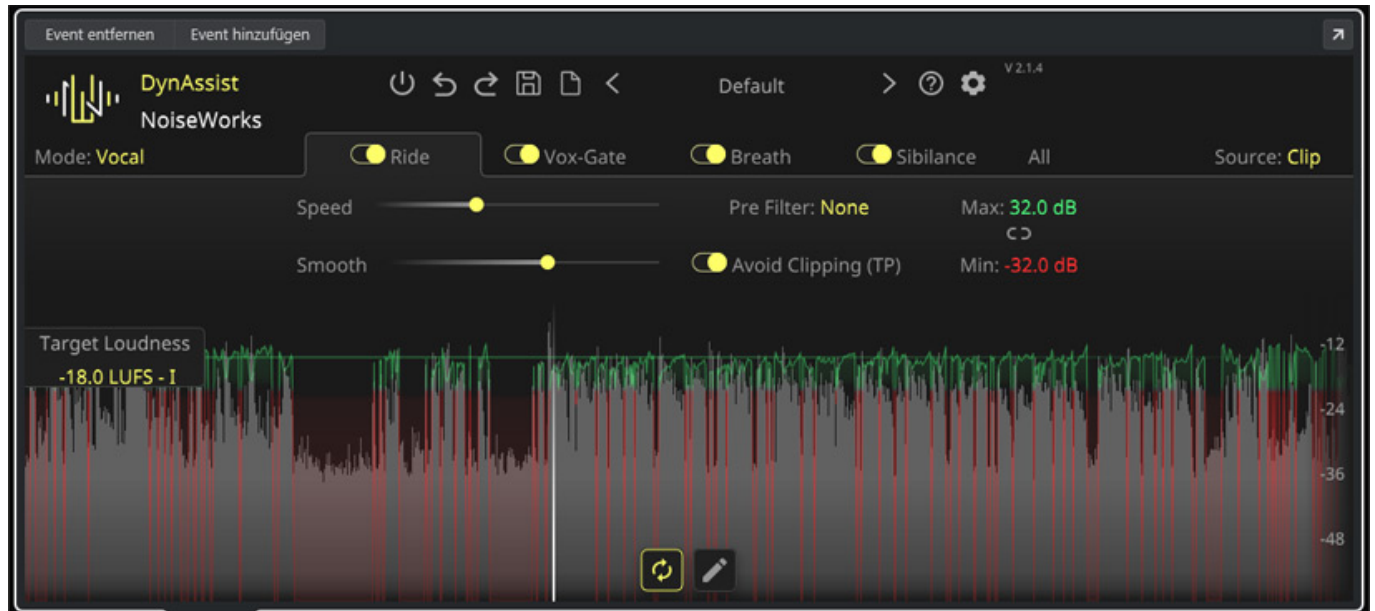 Event entfernen Event hinzufügen
DynAssist
NoiseWorks
Default
V 2.1.4
Mode: Vocal
Ride
Vox-Gate
Breath
Sibilance
All
Source: Clip
Speed
Pre Filter: None
Max: 32.0 dB
Smooth
Avoid Clipping (TP)
Min: -32.0 dB
Target Loudness
-18.0 LUFS - I
-12
-24
-36
-48